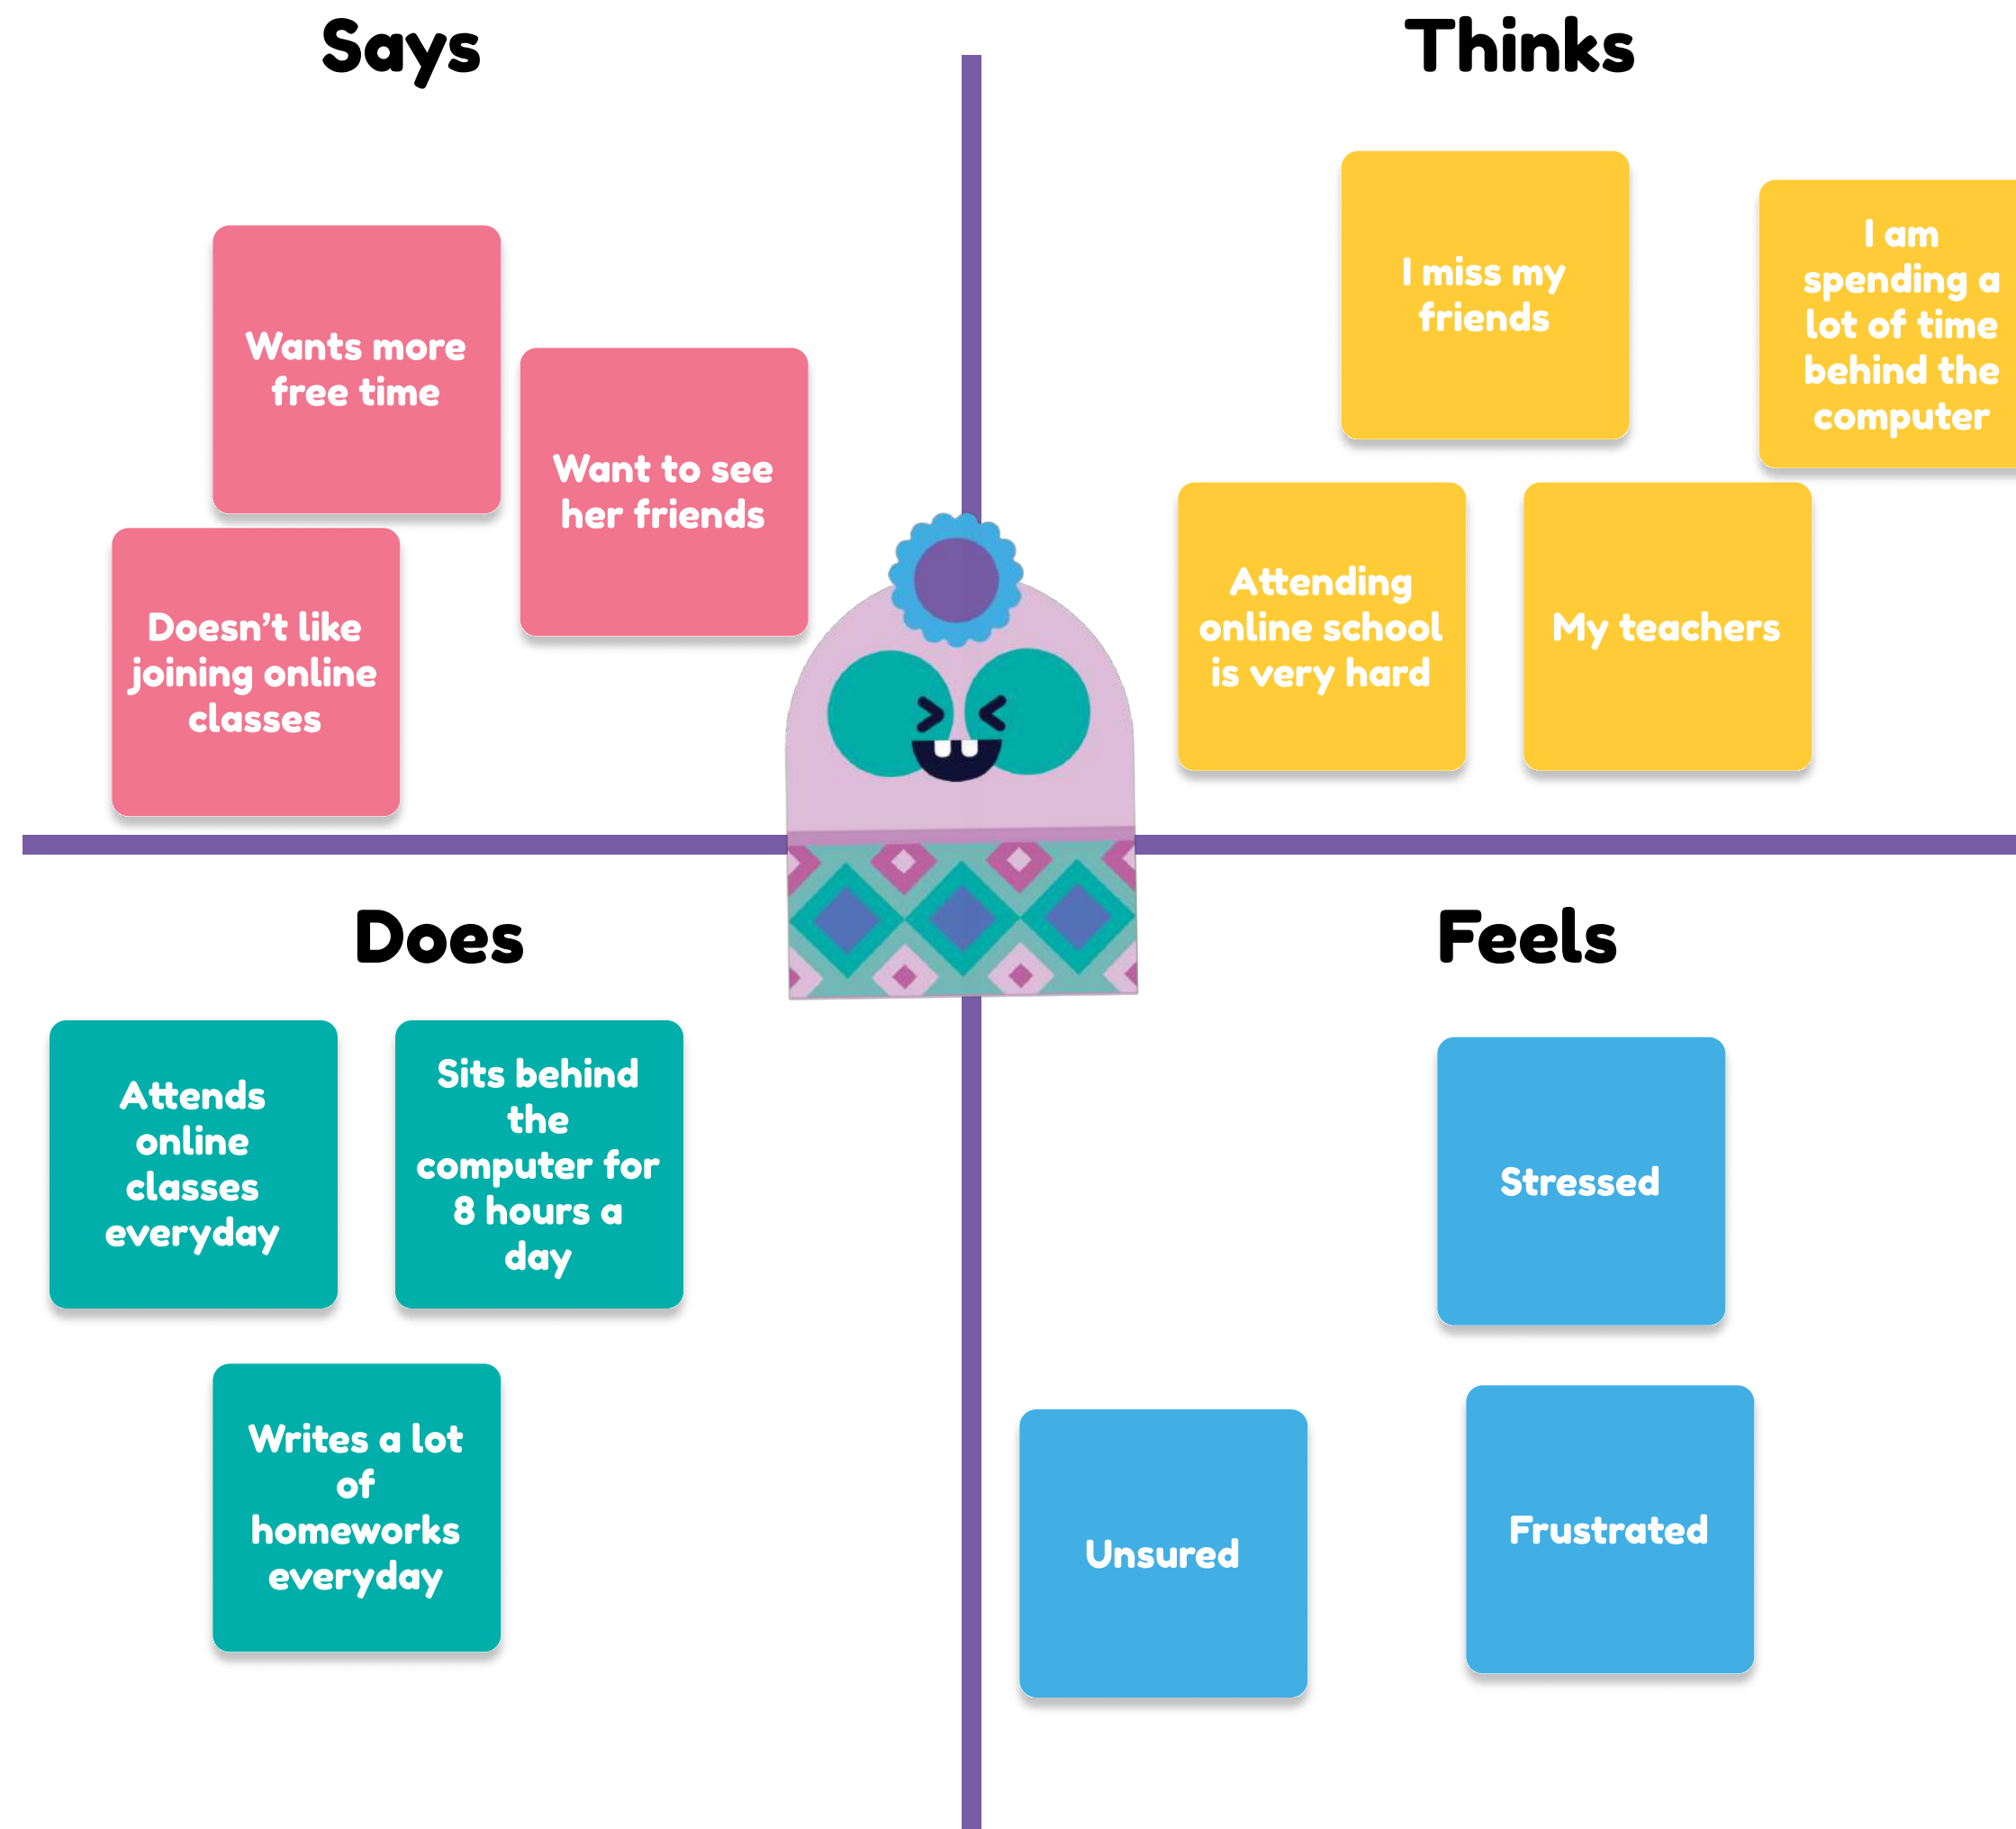 Says
Wants more
free time
Want to see
her friends
Doesn't like
joining online
classes
Thinks
I miss my
friends
I am
spending a
lot of time
behind the
computer
Attending
online school
is very hard
My teachers
Does
Attends
online
classes
everyday
Sits behind
the
computer for
8 hours a
day
Writes a lot
of
homeworks
everyday
Feels
Stressed
Unsured
Frustrated